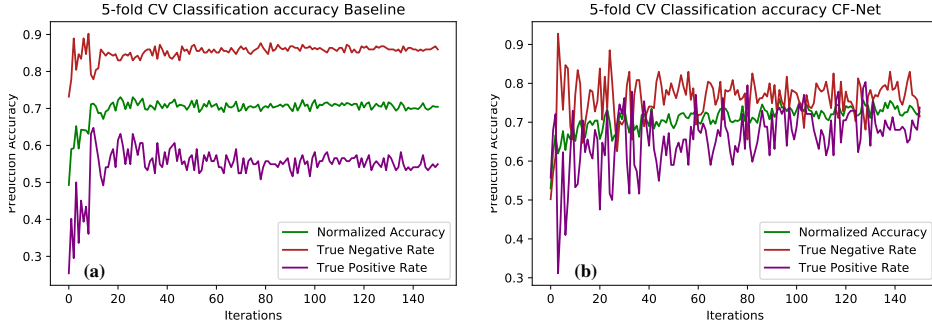 5-fold CV Classification accuracy Baseline
0.9
0.8
0.7
0.6
0.5
0.4
0.3
Prediction Accuracy
(a)
Normalized Accuracy
True Negative Rate
True Positive Rate
0 20 40 60 80 100 120 140
Iterations
5-fold CV Classification accuracy CF-Net
0.9
0.8
0.7
0.6
0.5
0.4
0.3
Prediction Accuracy
(b)
Normalized Accuracy
True Negative Rate
True Positive Rate
0 20 40 60 80 100 120 140
Iterations